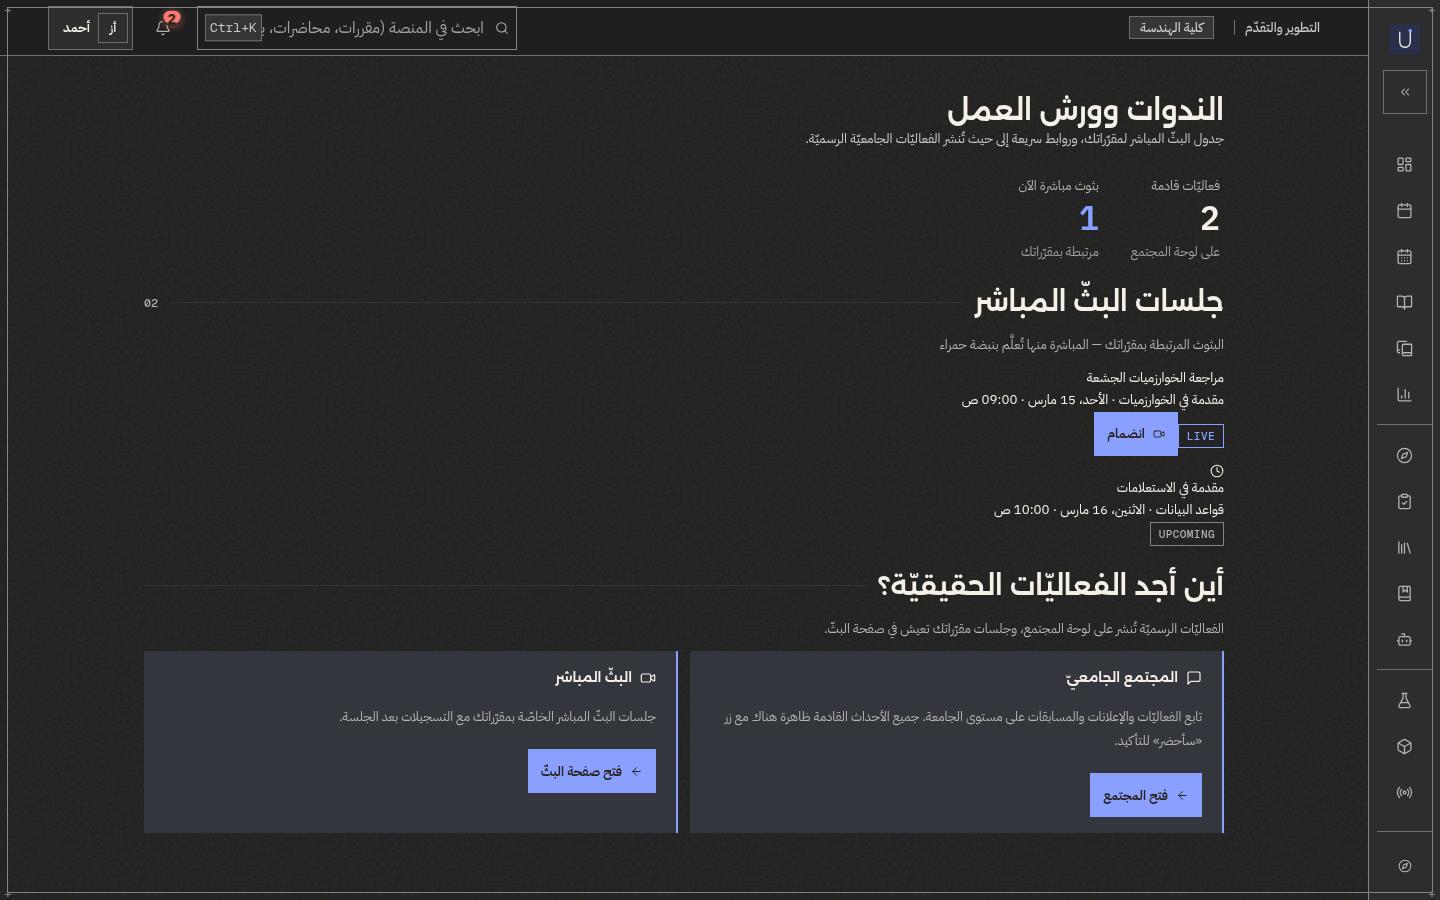 التطوير والتقدّم
كلية الهندسة
ابحث في المنصة (مقررات، محاضرات، ب
Ctrl+K
2
أز
أحمد
الندوات وورش العمل
جدول البثّ المباشر لمقرّراتك، وروابط سريعة إلى حيث تُنشر الفعاليّات الجامعيّة الرسميّة.
فعاليّات قادمة
2
على لوحة المجتمع
بثوث مباشرة الآن
1
مرتبطة بمقرّراتك
جلسات البثّ المباشر
02
البثوث المرتبطة بمقرّراتك — المباشرة منها تُعلَّم بنبضة حمراء
مراجعة الخوارزميات الجشعة
مقدمة في الخوارزميات · الأحد، 15 مارس · 09:00 ص
LIVE
انضمام
مقدمة في الاستعلامات
قواعد البيانات · الاثنين، 16 مارس · 10:00 ص
UPCOMING
أين أجد الفعاليّات الحقيقيّة؟
الفعاليّات الرسميّة تُنشر على لوحة المجتمع، وجلسات مقرّراتك تعيش في صفحة البثّ.
المجتمع الجامعيّ
تابع الفعاليّات والإعلانات والمسابقات على مستوى الجامعة. جميع الأحداث القادمة ظاهرة هناك مع زر
«سأحضر» للتأكيد.
فتح المجتمع
البثّ المباشر
جلسات البثّ المباشر الخاصّة بمقرّراتك مع التسجيلات بعد الجلسة.
فتح صفحة البثّ